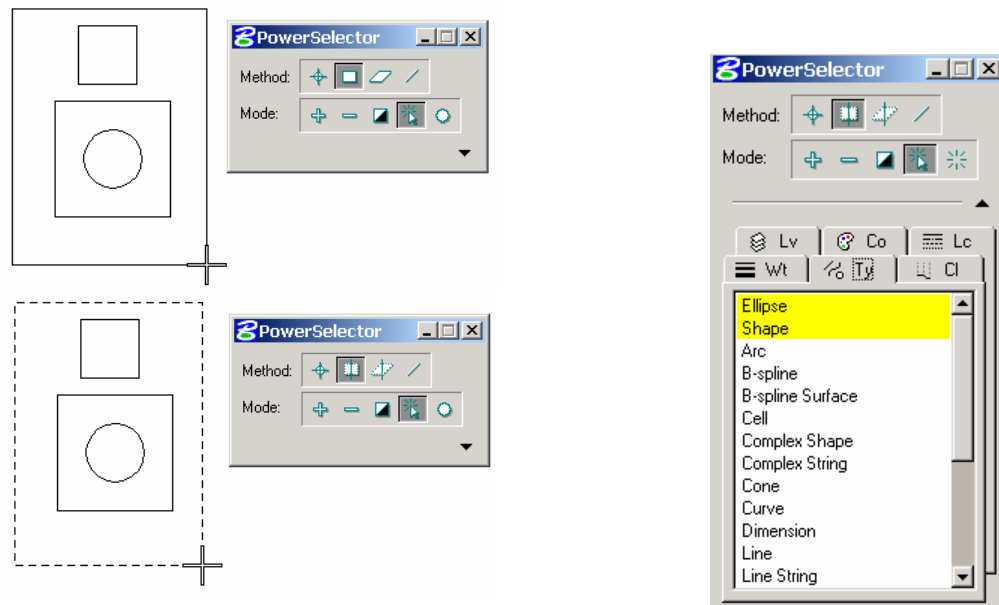 PowerSelector
Method:
Mode:
PowerSelector
Method:
Mode:
PowerSelector
Method:
Mode:
Lv Co Lc
Wt Ty Cl
Ellipse
Shape
Arc
B-spline
B-spline Surface
Cell
Complex Shape
Complex String
Cone
Curve
Dimension
Line
Line String